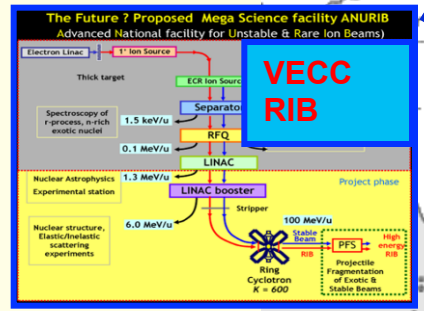 The Future ? Proposed Mega Science facility ANURIB
Advanced National facility for Unstable & Rare Ion Beams)
Electron Linac
1+ Ion Source
Thick target
ECR Ion Sourc
VECC
RIB
Separator
Spectroscopy of
r-process, n-rich
exotic nuclei
1.5 keV/u
RFQ
0.1 MeV/u
LINAC
Nuclear Astrophysics
Experimental station
1.3 MeV/u
Project phase
LINAC booster
Stripper
6.0 MeV/u
Nuclear structure,
Elastic/Inelastic
scattering
experiments
100 MeV/u
Stable
Beam
RIB
PFS
High
energy
RIB
Ring
Cyclotron
K = 600
Projectile
Fragmentation
of Exotic &
Stable Beams